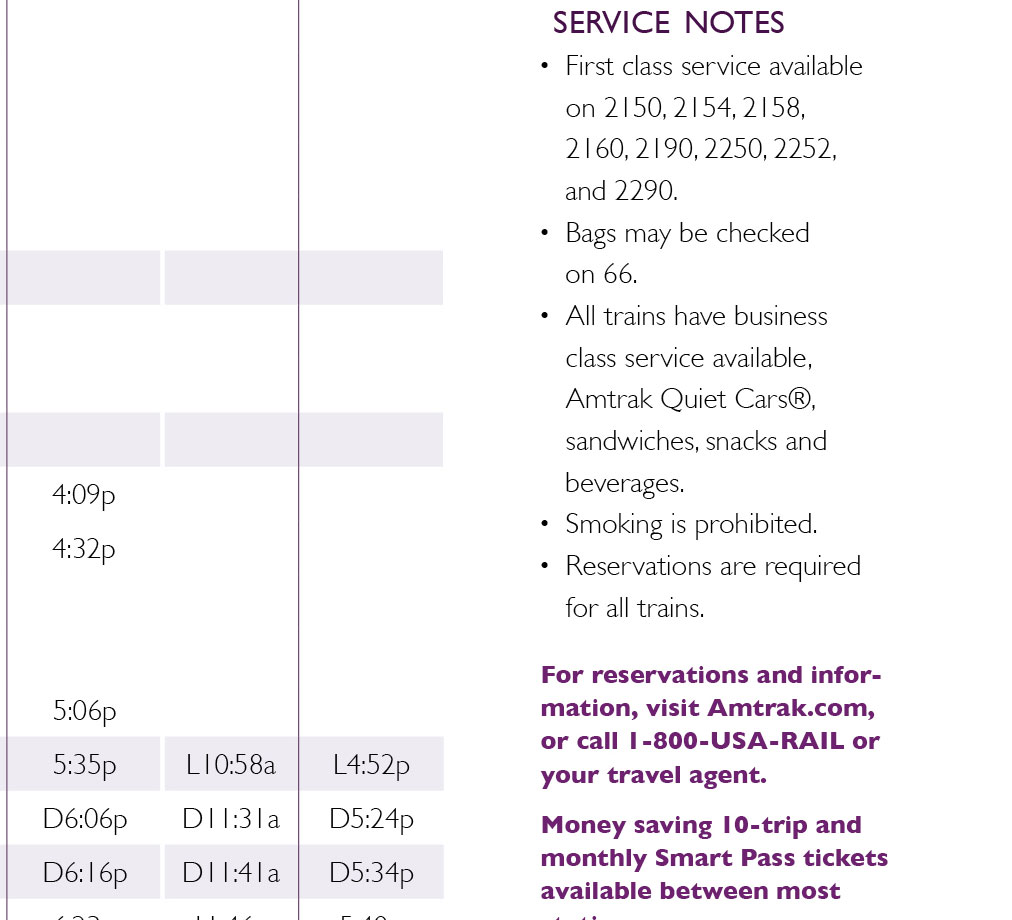 4:09p
4:32p
5:06p
5:35p L10:58a L4:52p
D6:06p D11:31a D5:24p
D6:16p D11:41a D5:34p
SERVICE NOTES
• First class service available
on 2150, 2154, 2158,
2160, 2190, 2250, 2252,
and 2290.
• Bags may be checked
on 66.
• All trains have business
class service available,
Amtrak Quiet Cars®,
sandwiches, snacks and
beverages.
• Smoking is prohibited.
• Reservations are required
for all trains.
For reservations and infor-
mation, visit Amtrak.com,
or call 1-800-USA-RAIL or
your travel agent.
Money saving 10-trip and
monthly Smart Pass tickets
available between most